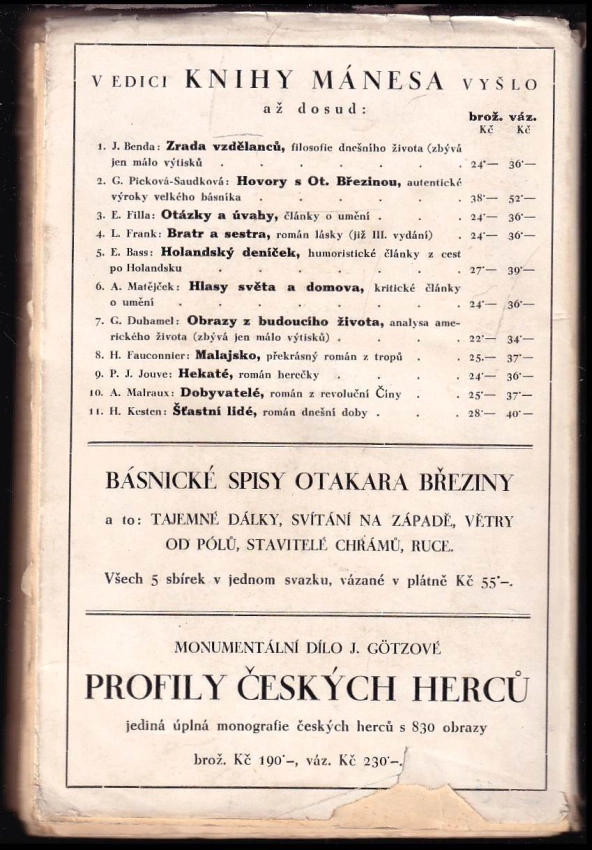 V EDICI KNIHY MÁNESA VYŠLO
až dosud:
brož. váz.
Kč Kč
1. J. Benda: Zrada vzdělanců, filosofie dnešního života (zbývá
jen málo výtisků . . . . . . . 24·— 36·—
2. G. Picková-Saudková: Hovory s Ot. Březinou, autentické
výroky velkého básníka . . . . . . 38·— 52·—
3. E. Filla: Otázky a úvahy, články o umění . . . 24·— 36·—
4. L. Frank: Bratr a sestra, román lásky (již III. vydání) . 24·— 36·—
5. E. Bass: Holandský deníček, humoristické články z cest
po Holandsku . . . . . . . 27·— 39·—
6. A. Matějček: Hlasy světa a domova, kritické články
o umění . . . . . . . . 24·— 36·—
7. G. Duhamel: Obrazy z budoucího života, analysa ame-
rického života (zbývá jen málo výtisků) . . . . 22·— 34·—
8. H. Fauconnier: Malajsko, překrásný román z tropů . . 25.— 37·—
9. P. J. Jouve: Hekaté, román herečky . . . . 24·— 36·—
10. A. Malraux: Dobyvatelé, román z revoluční Číny . . 25·— 37·—
11. H. Kesten: Šťastní lidé, román dnešní doby . . . 28·— 40·—
BÁSNICKÉ SPISY OTAKARA BŘEZINY
a to: TAJEMNÉ DÁLKY, SVÍTÁNÍ NA ZÁPADĚ, VĚTRY
OD PÓLŮ, STAVITELÉ CHRÁMŮ, RUCE.
Všech 5 sbírek v jednom svazku, vázané v plátně Kč 55·—.
MONUMENTÁLNÍ DÍLO J. GÖTZOVÉ
PROFILY ČESKÝCH HERCŮ
jediná úplná monografie českých herců s 830 obrazy
brož. Kč 190·—, váz. Kč 230·—.